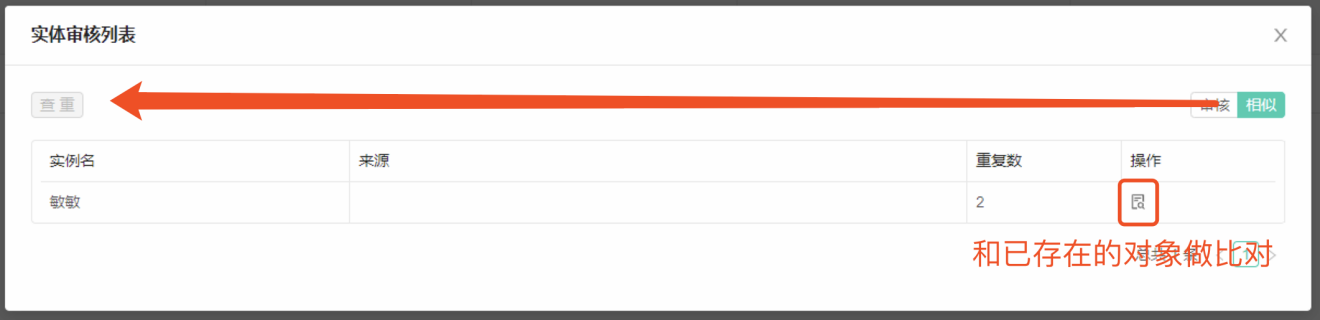 实体审核列表
查 重
审核 相似
实例名 来源 重复数 操作
敏敏 2
和已存在的对象做比对